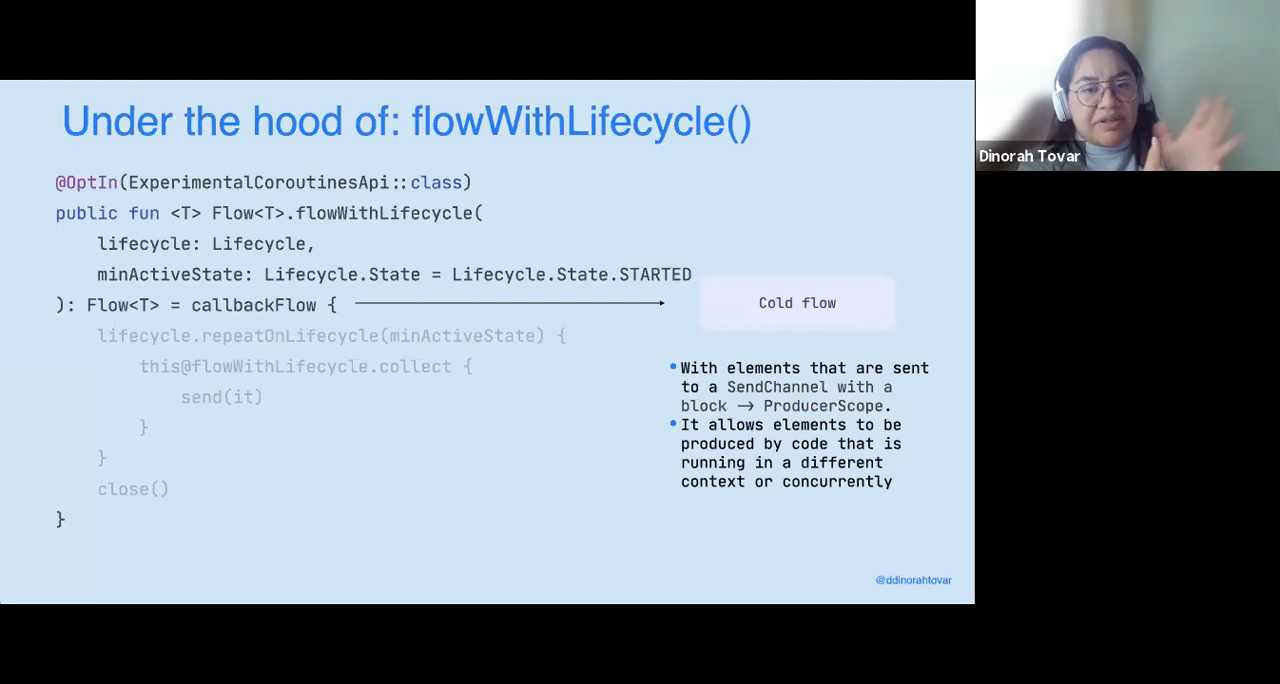 Under the hood of: flowWithLifecycle()
@OptIn(ExperimentalCoroutinesApi::class)
public fun <T> Flow<T>.flowWithLifecycle(
lifecycle: Lifecycle,
minActiveState: Lifecycle.State = Lifecycle.State.STARTED
): Flow<T> = callbackFlow {
lifecycle.repeatOnLifecycle(minActiveState) {
this@flowWithLifecycle.collect {
send(it)
}
}
close()
}
Cold flow
• With elements that are sent
to a SendChannel with a
block → ProducerScope.
• It allows elements to be
produced by code that is
running in a different
context or concurrently
@ddinorahtovar
Dinorah Tovar